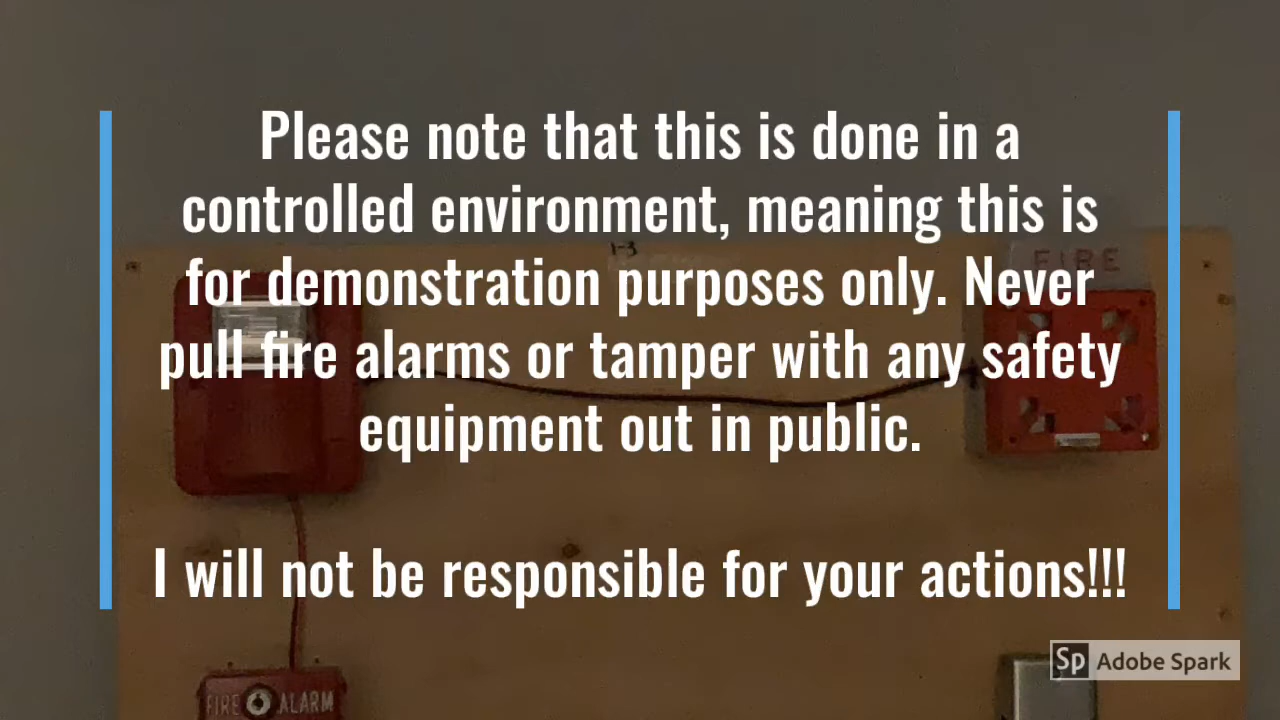 Please note that this is done in a
controlled environment, meaning this is
for demonstration purposes only. Never
pull fire alarms or tamper with any safety
equipment out in public.
I will not be responsible for your actions!!!
1-3
FIRE
FIRE ALARM
Sp Adobe Spark